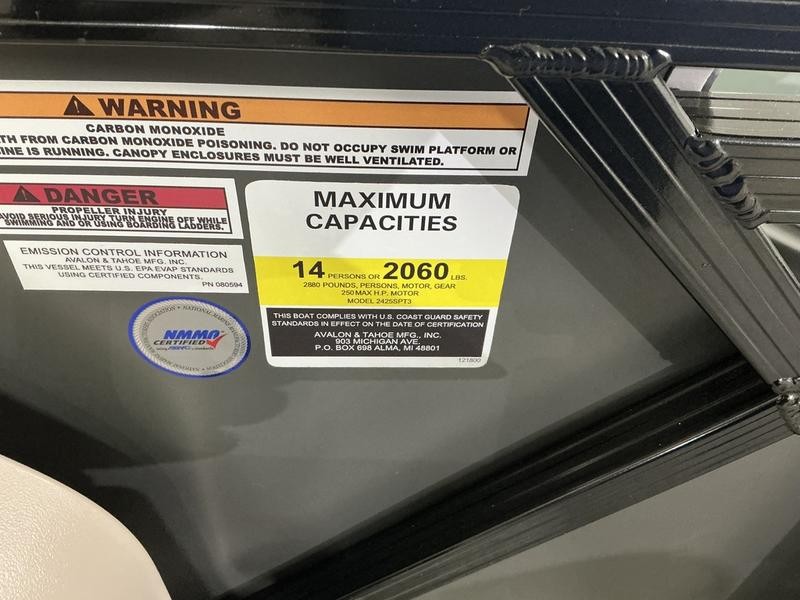 WARNING
CARBON MONOXIDE
TH FROM CARBON MONOXIDE POISONING. DO NOT OCCUPY SWIM PLATFORM OR
INE IS RUNNING. CANOPY ENCLOSURES MUST BE WELL VENTILATED.
DANGER
PROPELLER INJURY
AVOID SERIOUS INJURY TURN ENGINE OFF WHILE
SWIMMING AND OR USING BOARDING LADDERS.
EMISSION CONTROL INFORMATION
AVALON & TAHOE MFG. INC.
THIS VESSEL MEETS U.S. EPA EVAP STANDARDS
USING CERTIFIED COMPONENTS.
PN 080594
NMMA
CERTIFIED
MAXIMUM
CAPACITIES
14 PERSONS OR 2060 LBS.
2880 POUNDS, PERSONS, MOTOR, GEAR
250 MAX H.P. MOTOR
MODEL 2425SPT3
THIS BOAT COMPLIES WITH U.S. COAST GUARD SAFETY
STANDARDS IN EFFECT ON THE DATE OF CERTIFICATION
AVALON & TAHOE MFG., INC.
903 MICHIGAN AVE.
P.O. BOX 698 ALMA, MI 48801
121800